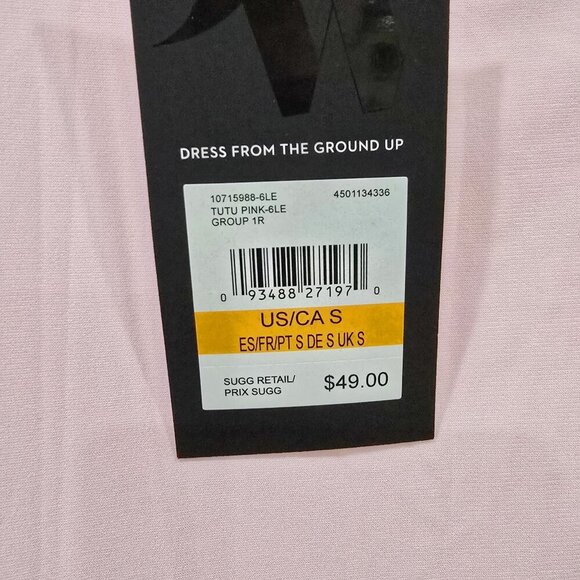 DRESS FROM THE GROUND UP
10715988-6LE 4501134336
TUTU PINK-6LE
GROUP 1R
0 93488 27197 0
US/CA S
ES/FR/PT S DE S UK S
SUGG RETAIL/
PRIX SUGG $49.00